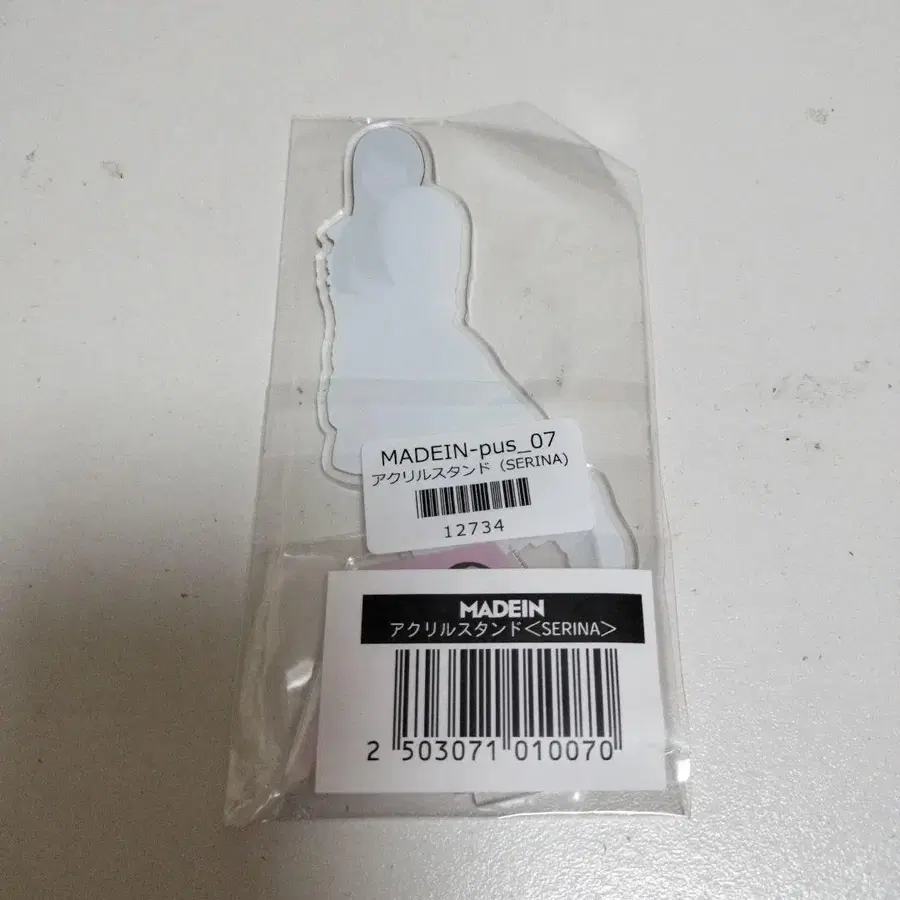 MADEIN-pus_07
アクリルスタンド（SERINA）
12734
MADEIN
アクリルスタンド＜SERINA＞
2 503071 010070